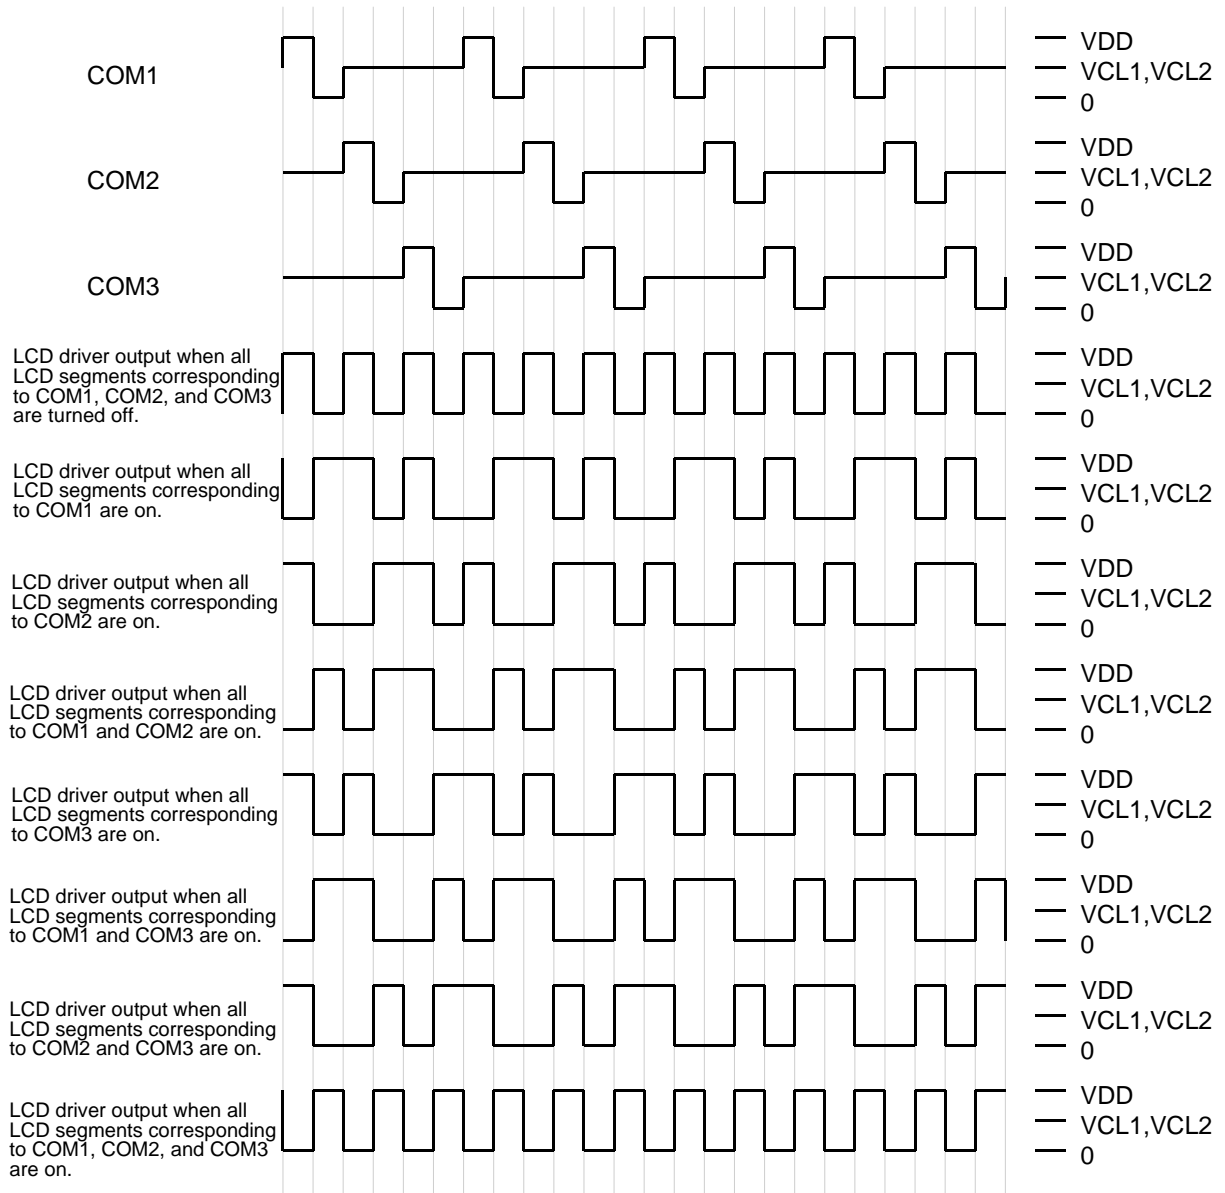 COM1
VDD
VCL1,VCL2
0
COM2
VDD
VCL1,VCL2
0
COM3
VDD
VCL1,VCL2
0
LCD driver output when all
LCD segments corresponding
to COM1, COM2, and COM3
are turned off.
VDD
VCL1,VCL2
0
LCD driver output when all
LCD segments corresponding
to COM1 are on.
VDD
VCL1,VCL2
0
LCD driver output when all
LCD segments corresponding
to COM2 are on.
VDD
VCL1,VCL2
0
LCD driver output when all
LCD segments corresponding
to COM1 and COM2 are on.
VDD
VCL1,VCL2
0
LCD driver output when all
LCD segments corresponding
to COM3 are on.
VDD
VCL1,VCL2
0
LCD driver output when all
LCD segments corresponding
to COM1 and COM3 are on.
VDD
VCL1,VCL2
0
LCD driver output when all
LCD segments corresponding
to COM2 and COM3 are on.
VDD
VCL1,VCL2
0
LCD driver output when all
LCD segments corresponding
to COM1, COM2, and COM3
are on.
VDD
VCL1,VCL2
0